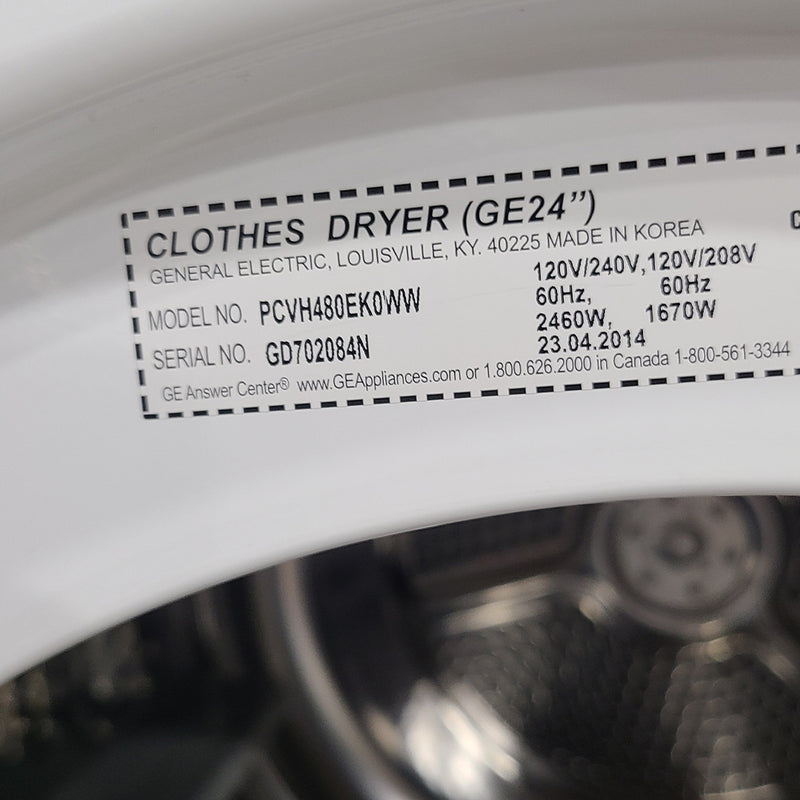 CLOTHES DRYER (GE24”)
GENERAL ELECTRIC, LOUISVILLE, KY. 40225 MADE IN KOREA
MODEL NO. PCVH480EK0WW
SERIAL NO. GD702084N
120V/240V,120V/208V
60Hz, 60Hz
2460W, 1670W
23.04.2014
GE Answer Center® www.GEAppliances.com or 1.800.626.2000 in Canada 1-800-561-3344